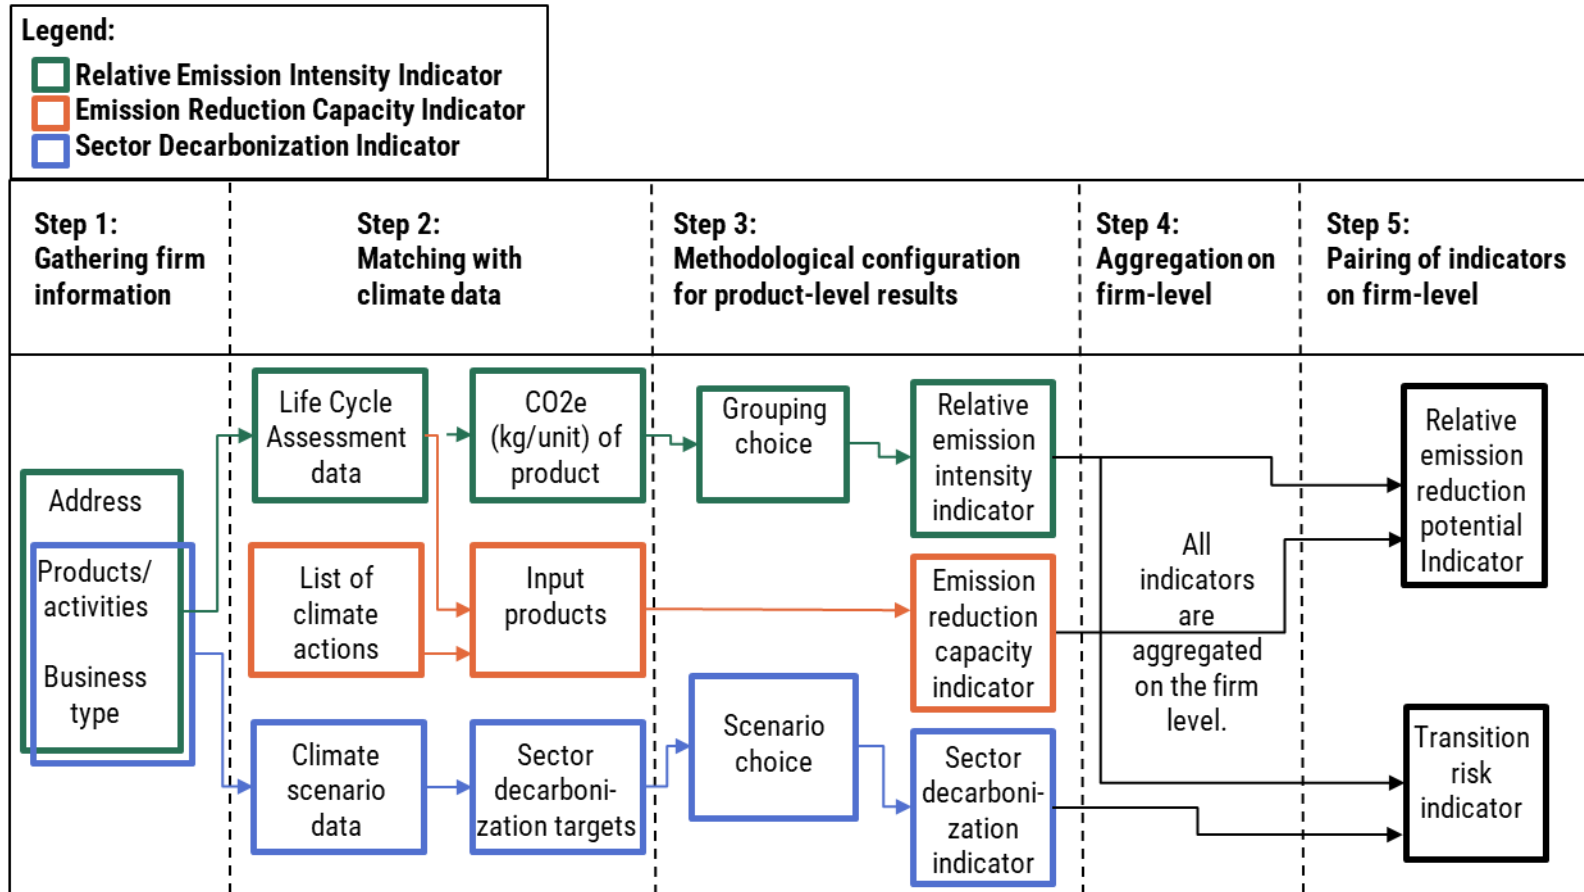 Legend:
Relative Emission Intensity Indicator
Emission Reduction Capacity Indicator
Sector Decarbonization Indicator
Step 1:
Gathering firm
information
Step 2:
Matching with
climate data
Step 3:
Methodological configuration
for product-level results
Step 4:
Aggregation on
firm-level
Step 5:
Pairing of indicators
on firm-level
Address
Products/
activities
Business
type
Life Cycle
Assessment
data
CO2e
(kg/unit) of
product
Grouping
choice
Relative
emission
intensity
indicator
List of
climate
actions
Input
products
Emission
reduction
capacity
indicator
Climate
scenario
data
Sector
decarboni-
zation targets
Scenario
choice
Sector
decarboni-
zation
indicator
All
indicators
are
aggregated
on the firm
level.
Relative
emission
reduction
potential
Indicator
Transition
risk
indicator